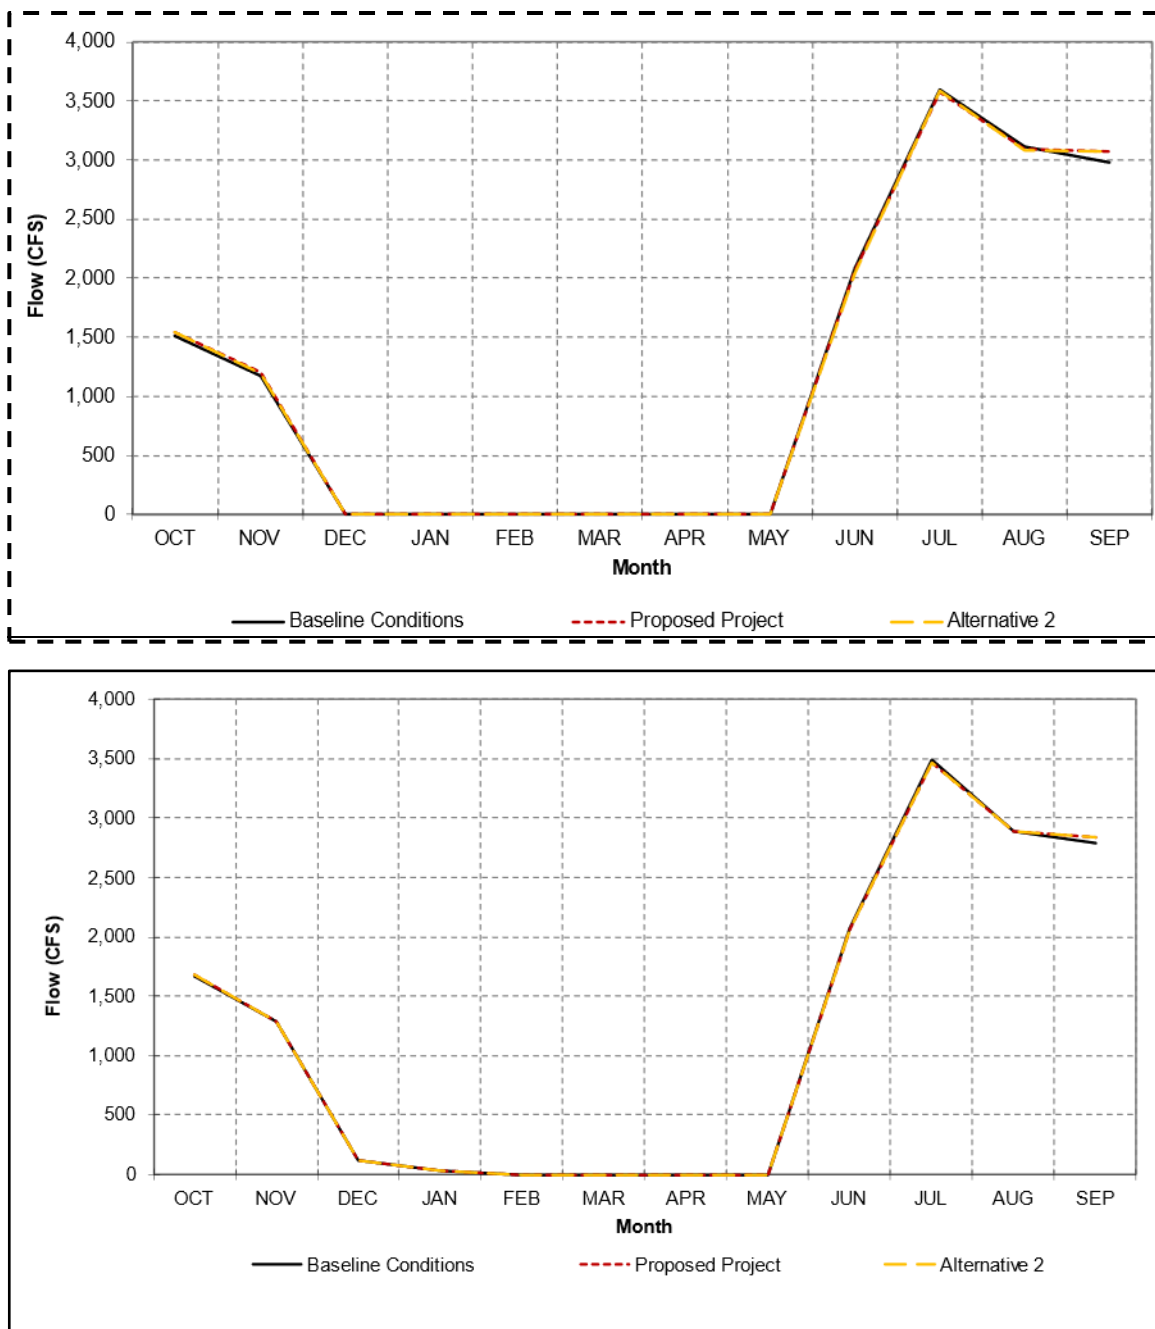 4,000
3,500
3,000
2,500
2,000
1,500
1,000
500
0
Flow (CFS)
OCT NOV DEC JAN FEB MAR APR MAY JUN JUL AUG SEP
Month
Baseline Conditions Proposed Project Alternative 2
4,000
3,500
3,000
2,500
2,000
1,500
1,000
500
0
Flow (CFS)
OCT NOV DEC JAN FEB MAR APR MAY JUN JUL AUG SEP
Month
Baseline Conditions Proposed Project Alternative 2